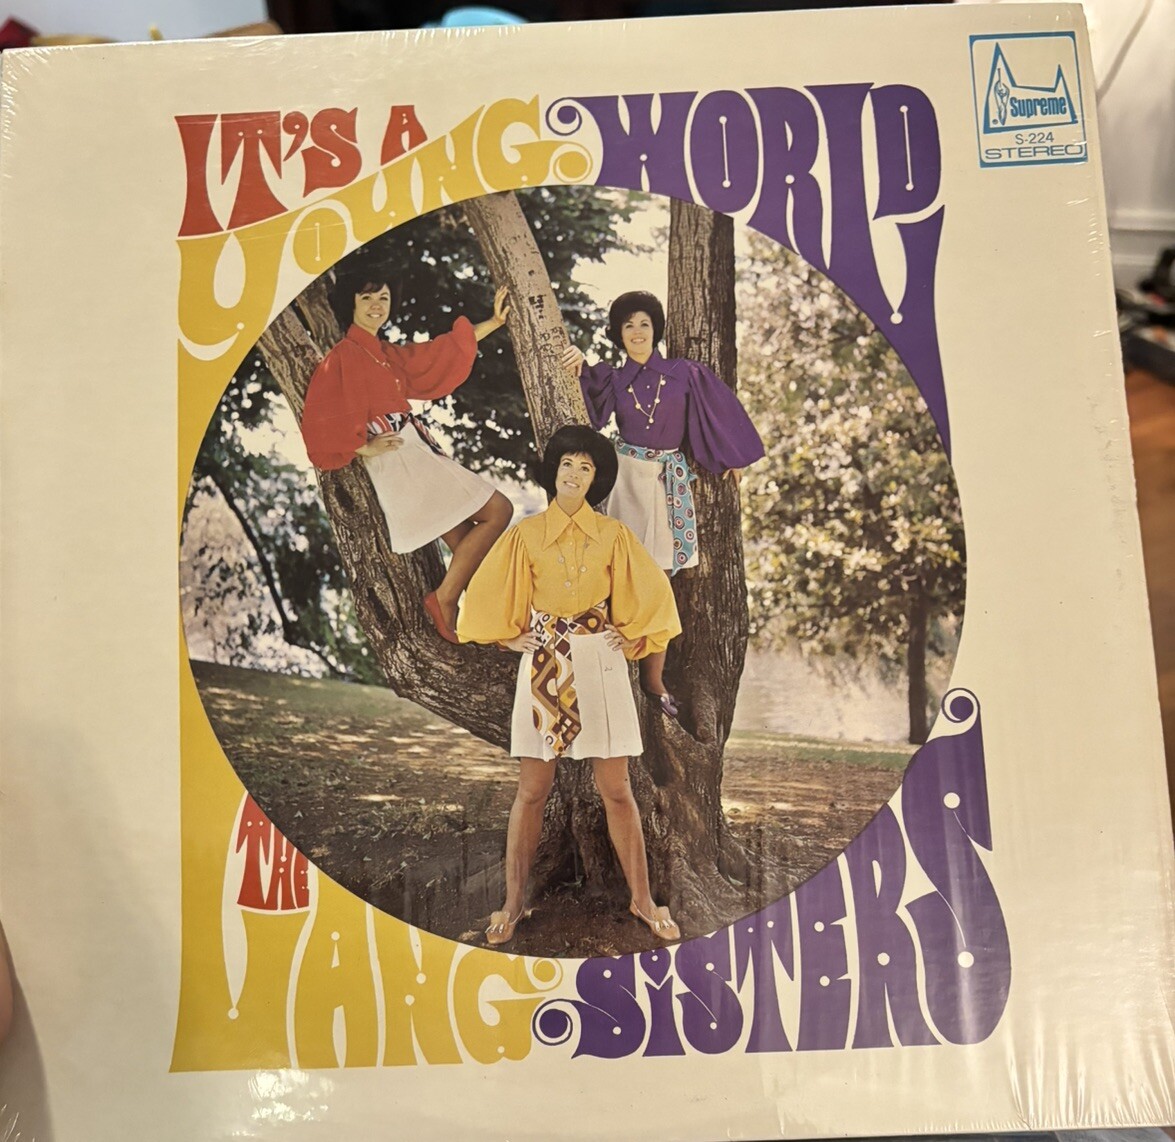 IT'S A
YOUNG WORLD
Supreme
S-224
STEREO
THE
LANG SISTERS